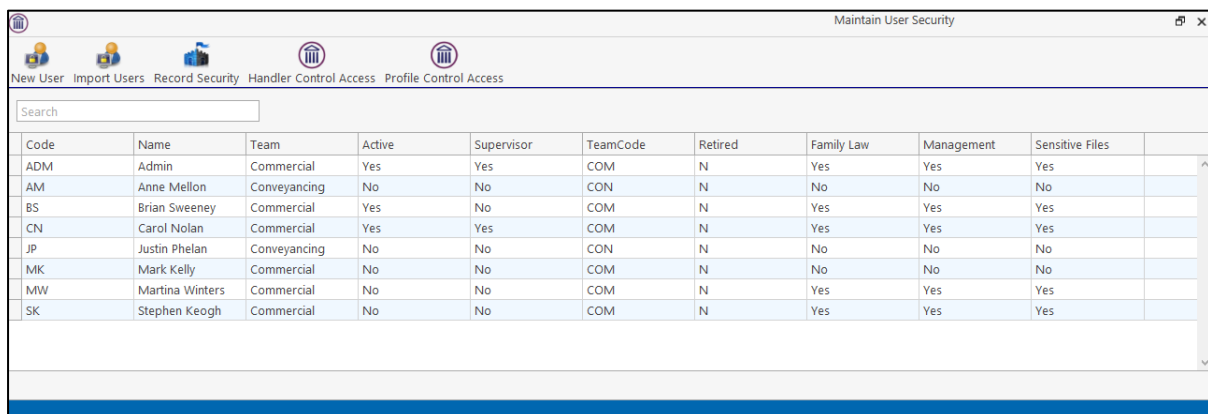 Maintain User Security
New User Import Users Record Security Handler Control Access Profile Control Access
Search
Code Name Team Active Supervisor TeamCode Retired Family Law Management Sensitive Files
ADM Admin Commercial Yes Yes COM N Yes Yes Yes
AM Anne Mellon Conveyancing No No CON N No No No
BS Brian Sweeney Commercial Yes No COM N Yes Yes Yes
CN Carol Nolan Commercial Yes Yes COM N Yes Yes Yes
JP Justin Phelan Conveyancing No No CON N No No No
MK Mark Kelly Commercial No No COM N No No No
MW Martina Winters Commercial No No COM N Yes Yes Yes
SK Stephen Keogh Commercial No No COM N Yes Yes Yes